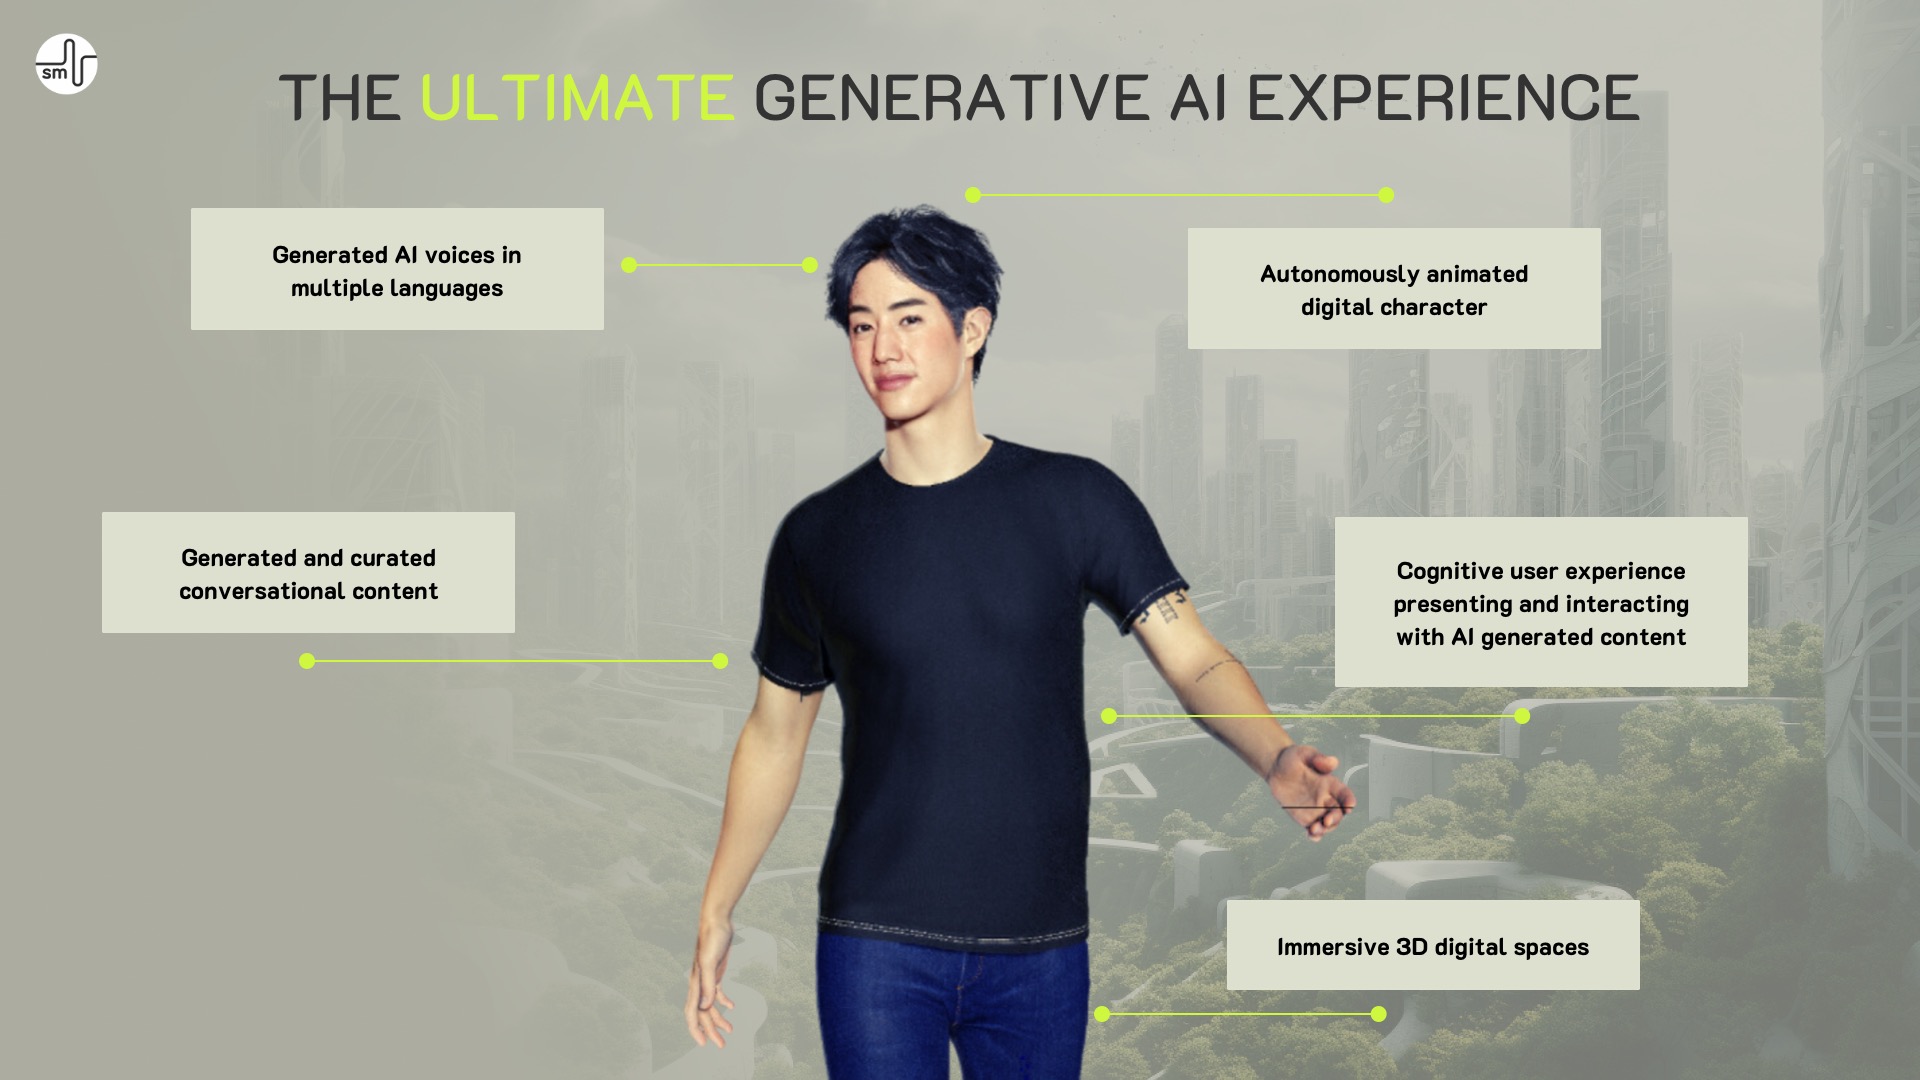 sm
THE ULTIMATE GENERATIVE AI EXPERIENCE
Generated AI voices in
multiple languages
Autonomously animated
digital character
Generated and curated
conversational content
Cognitive user experience
presenting and interacting
with AI generated content
Immersive 3D digital spaces